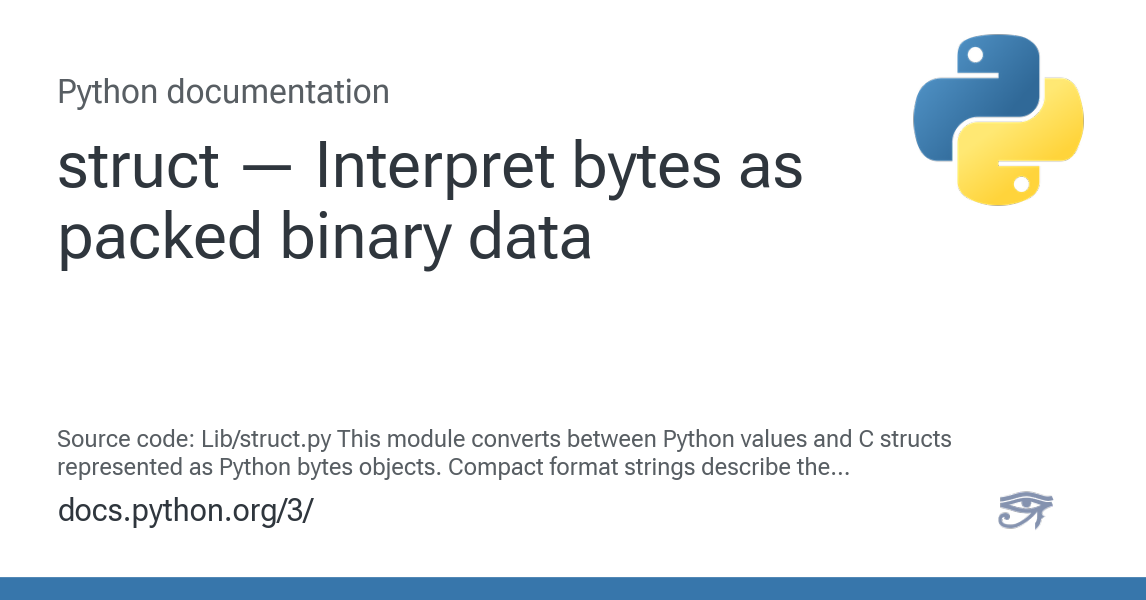 Python documentation
struct — Interpret bytes as
packed binary data
Source code: Lib/struct.py This module converts between Python values and C structs
represented as Python bytes objects. Compact format strings describe the...
docs.python.org/3/